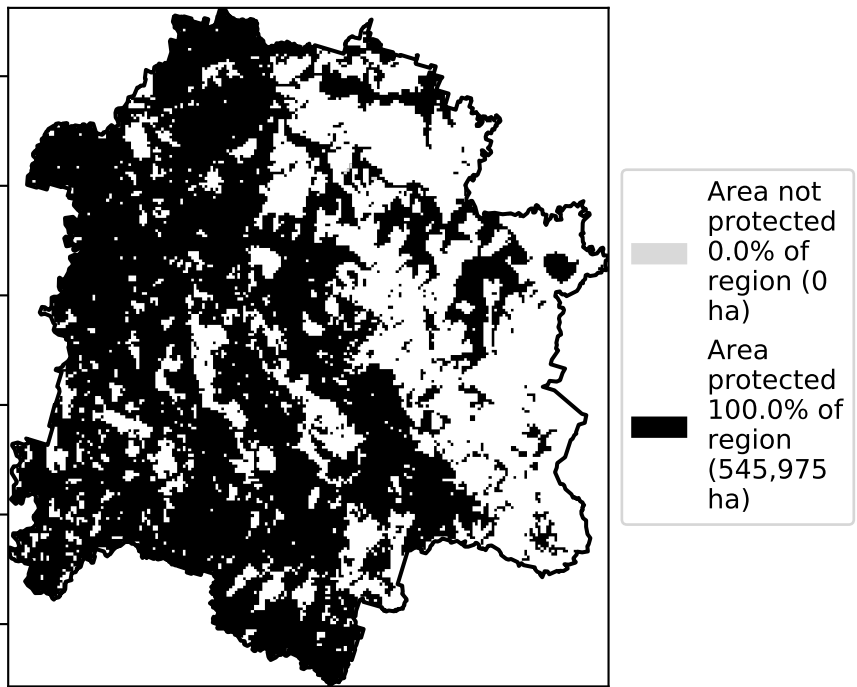 Area not
protected
0.0% of
region (0
ha)
Area
protected
100.0% of
region
(545,975
ha)